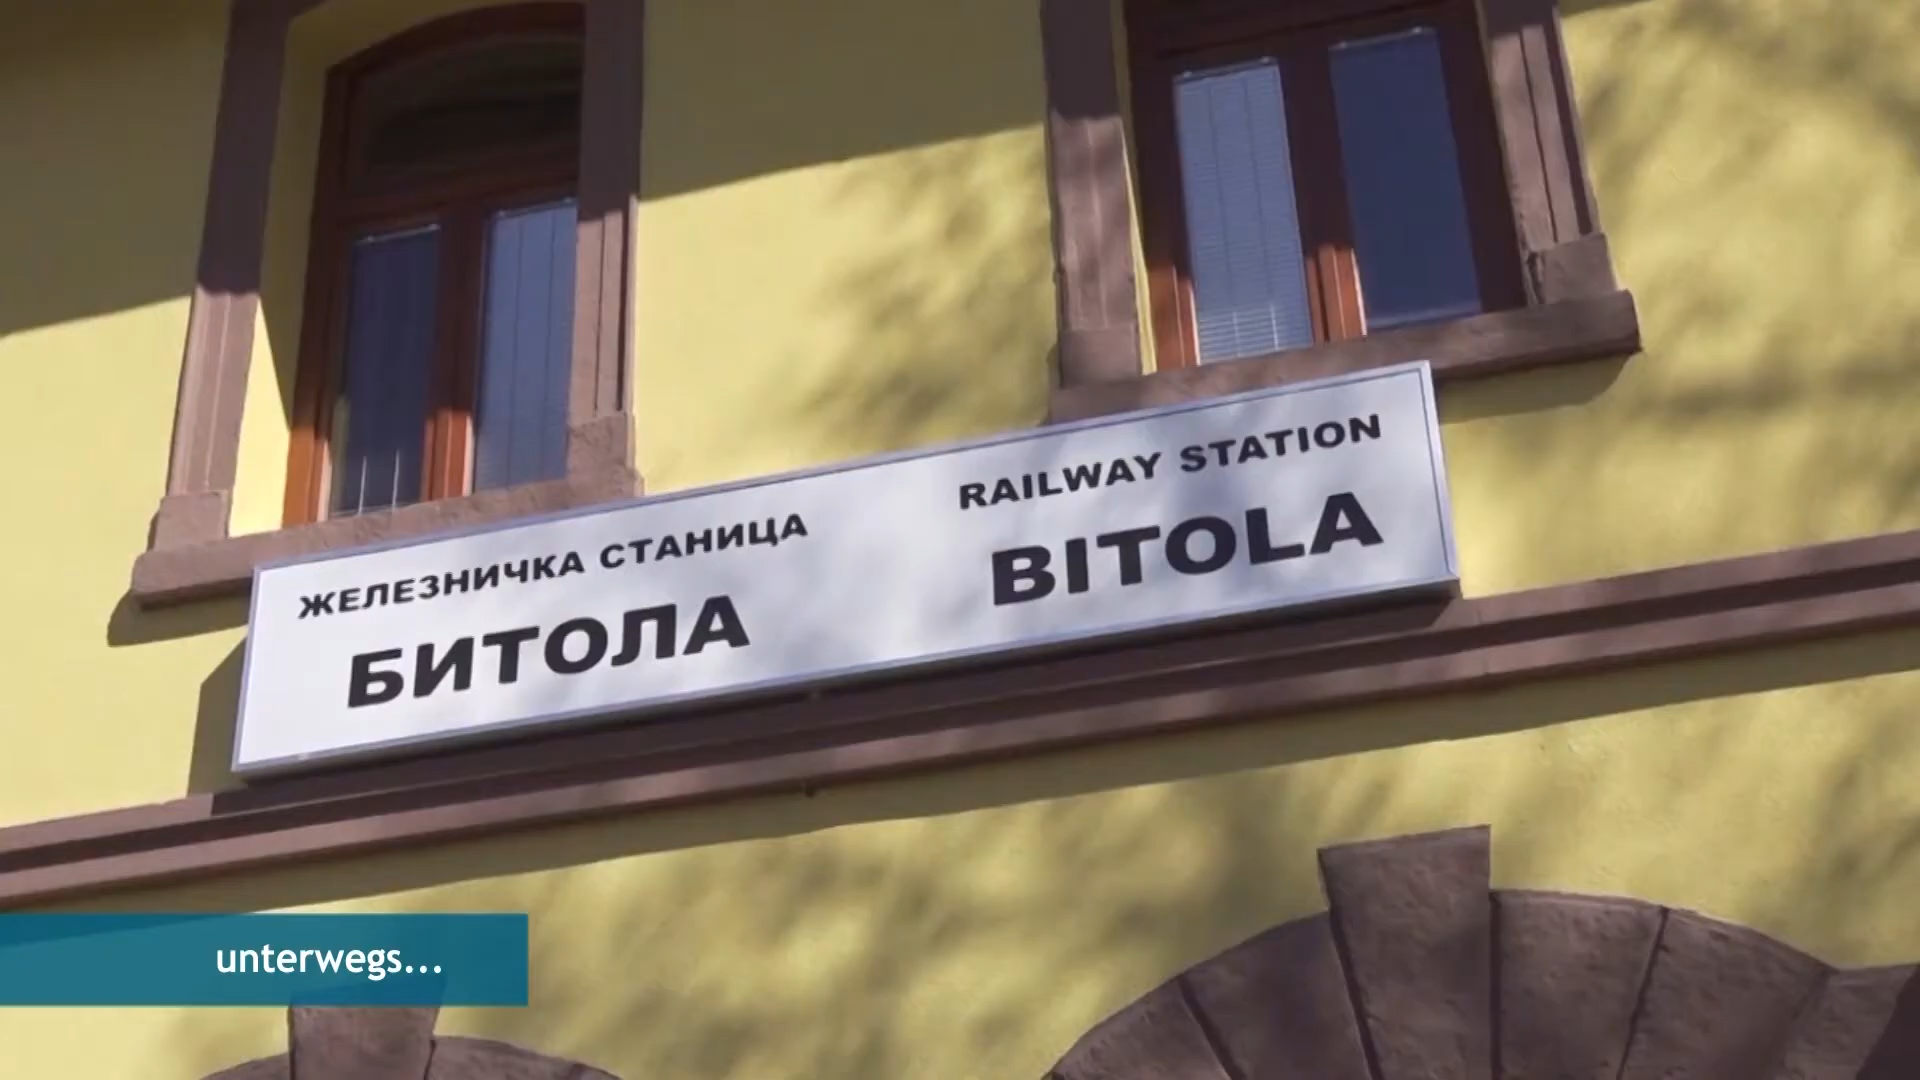 ЖЕЛЕЗНИЧКА СТАНИЦА
БИТОЛА
RAILWAY STATION
BITOLA
unterwegs...